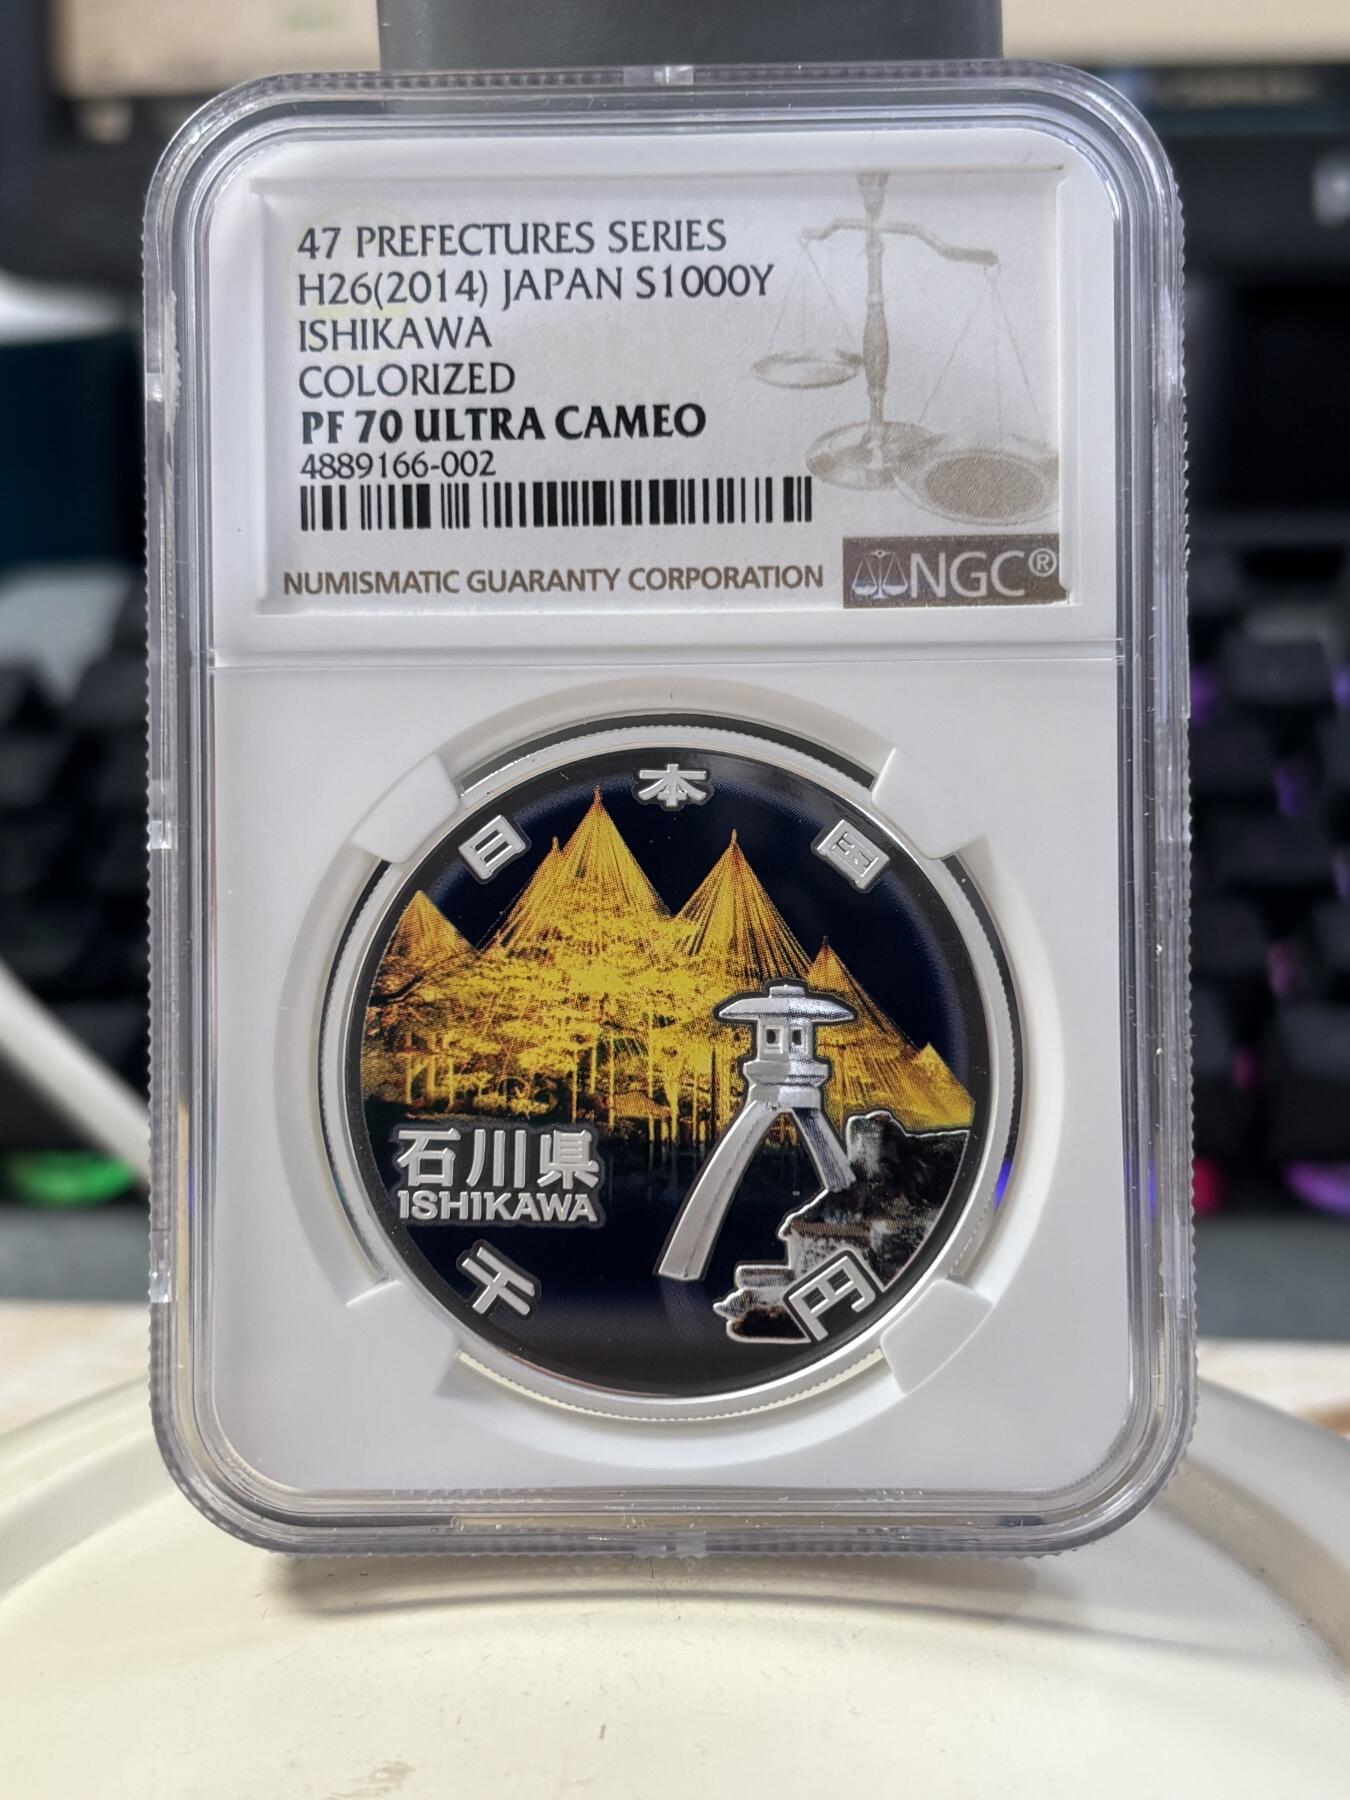 47 PREFECTURES SERIES
H26(2014) JAPAN S1000Y
ISHIKAWA
COLORIZED
PF 70 ULTRA CAMEO
4889166-002
NUMISMATIC GUARANTY CORPORATION
NGC®
日本国
石川県
ISHIKAWA
千円